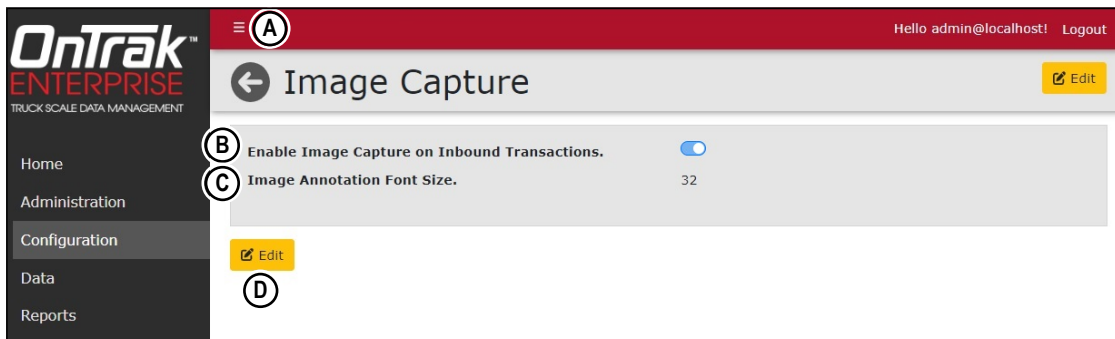 OnTrak™
ENTERPRISE
TRUCK SCALE DATA MANAGEMENT
Home
Administration
Configuration
Data
Reports
A
Hello admin@localhost! Logout
Image Capture
Edit
B Enable Image Capture on Inbound Transactions.
C Image Annotation Font Size. 32
Edit
D